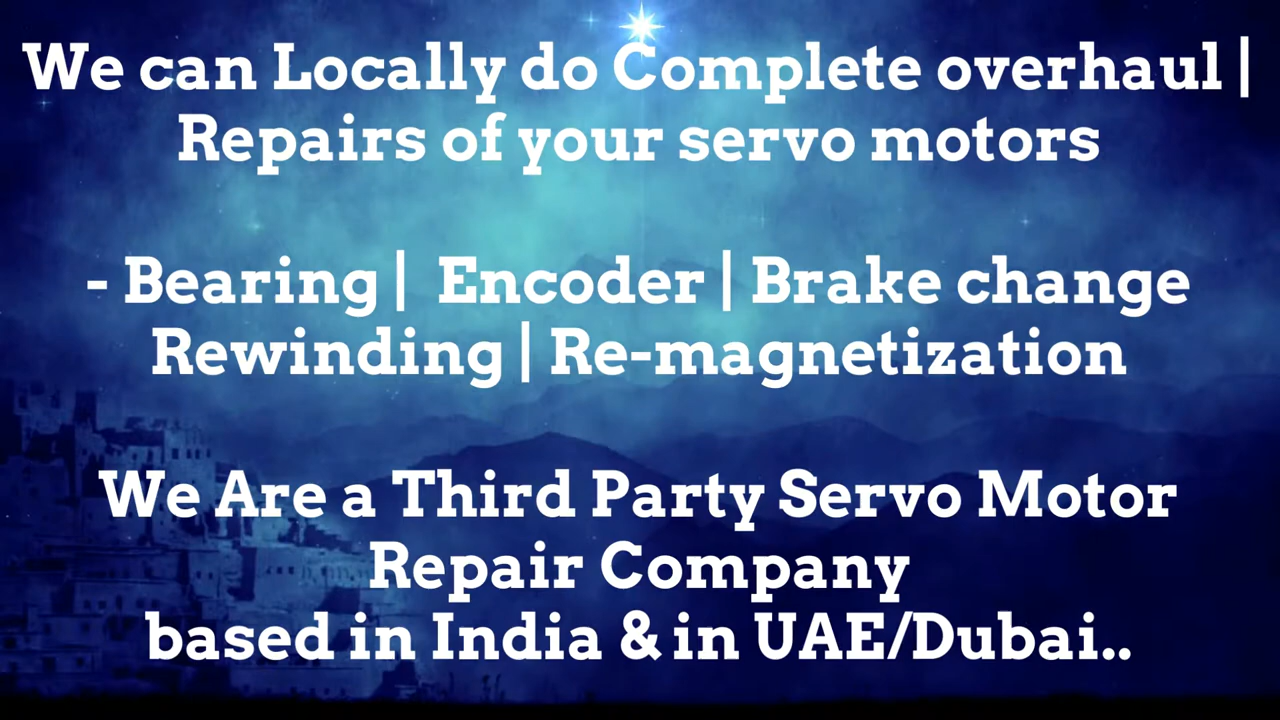 We can Locally do Complete overhaul |
Repairs of your servo motors
- Bearing |  Encoder | Brake change
Rewinding | Re-magnetization
We Are a Third Party Servo Motor
Repair Company
based in India & in UAE/Dubai..